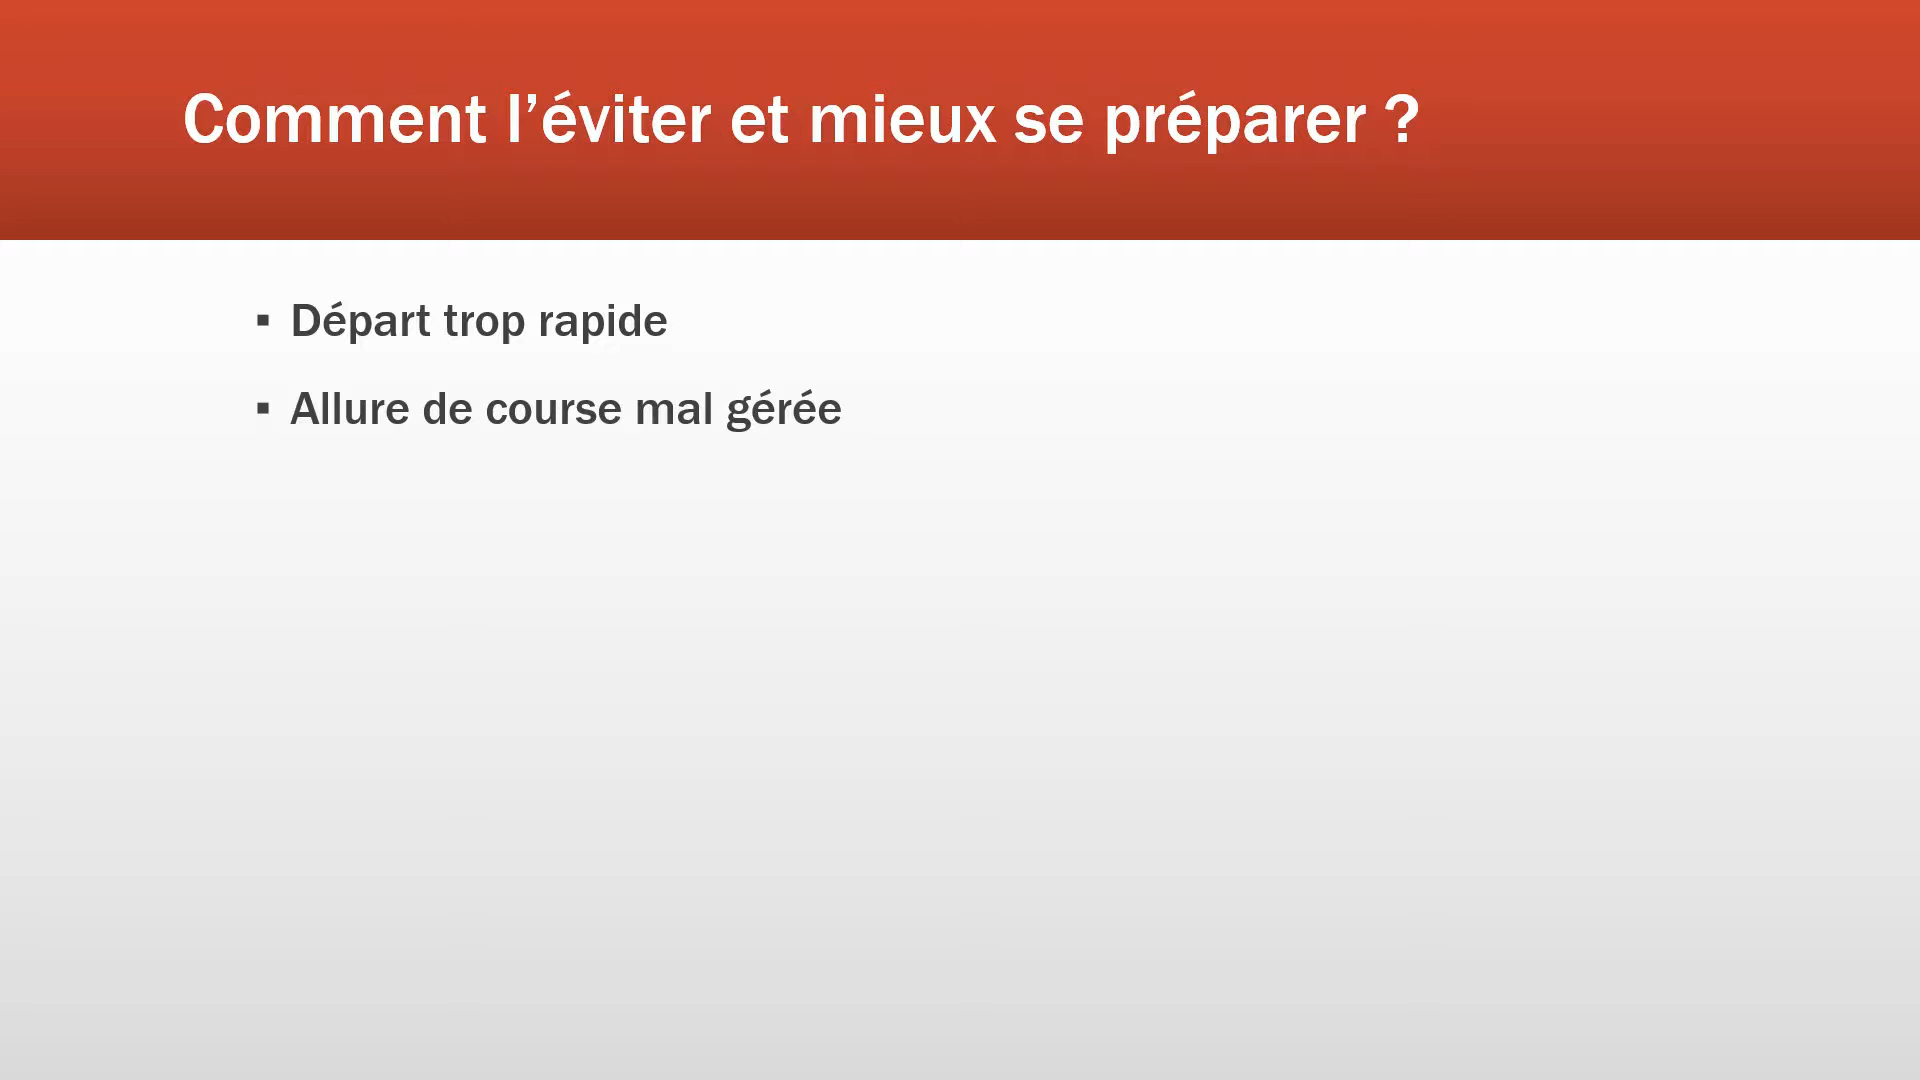 Comment l’éviter et mieux se préparer ?
▪ Départ trop rapide
▪ Allure de course mal gérée